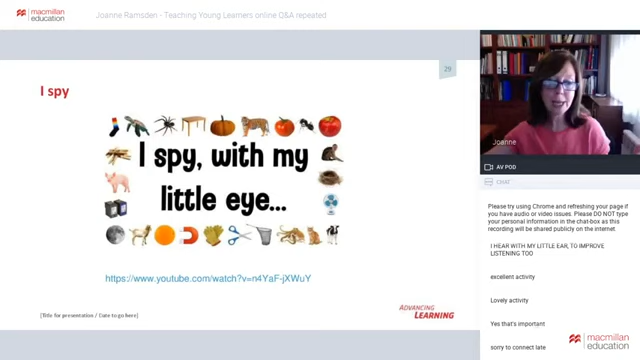 macmillan
education
Joanne Ramsden - Teaching Young Learners online Q&A repeated
29
I spy
I spy, with my
little eye...
https://www.youtube.com/watch?v=n4YaF-jXWuY
[Title for presentation / Date to go here]
ADVANCING
LEARNING
Joanne
AV POD
CHAT
Please try using Chrome and refreshing your page if
you have audio or video issues. Please DO NOT type
your personal information in the chat-box as this
recording will be shared publicly on the internet.
I HEAR WITH MY LITTLE EAR, TO IMPROVE
LISTENING TOO
excellent activity
Lovely activity
Yes that's important
sorry to connect late
macmillan
education